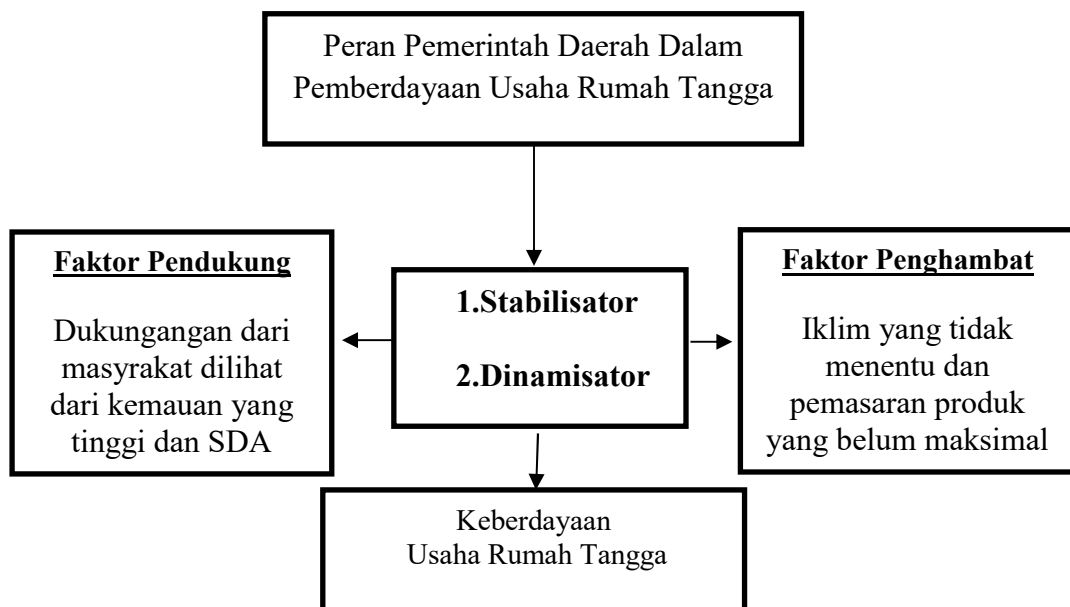 Peran Pemerintah Daerah Dalam
Pemberdayaan Usaha Rumah Tangga
Faktor Pendukung
Dukungangan dari
masyrakat dilihat
dari kemauan yang
tinggi dan SDA
1.Stabilisator
2.Dinamisator
Faktor Penghambat
Iklim yang tidak
menentu dan
pemasaran produk
yang belum maksimal
Keberdayaan
Usaha Rumah Tangga